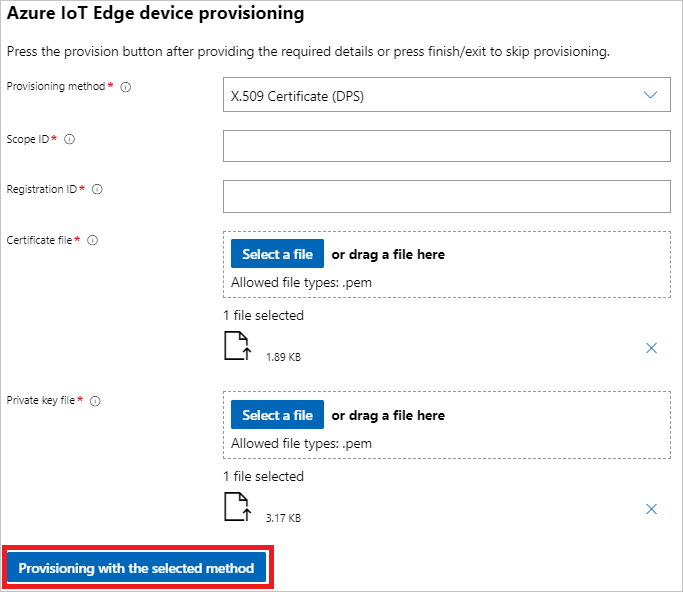 Azure IoT Edge device provisioning
Press the provision button after providing the required details or press finish/exit to skip provisioning.
Provisioning method*
X.509 Certificate (DPS)
Scope ID*
Registration ID*
Certificate file*
Select a file or drag a file here
Allowed file types: .pem
1 file selected
1.89 KB
Private key file*
Select a file or drag a file here
Allowed file types: .pem
1 file selected
3.17 KB
Provisioning with the selected method